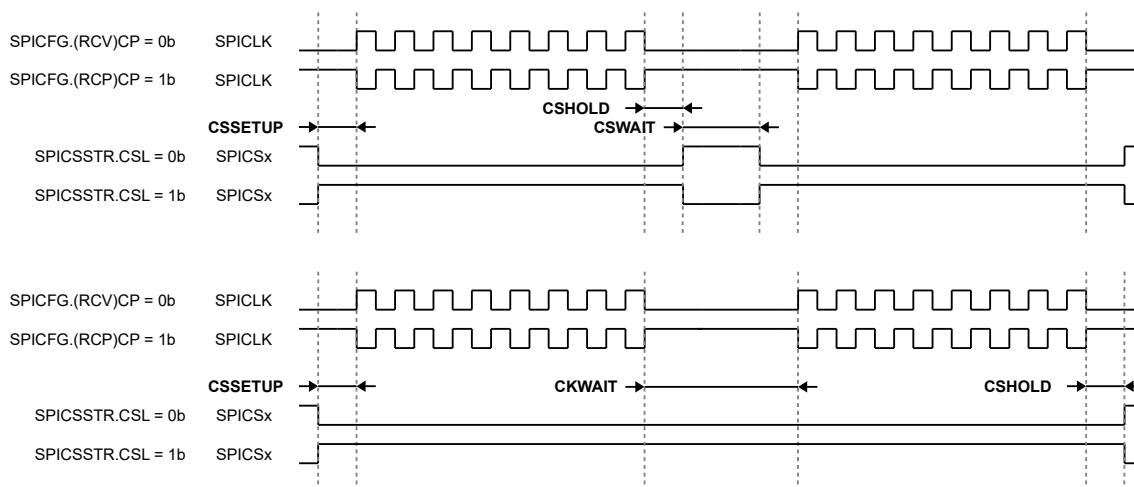 SPICFG.(RCV)CP = 0b SPICLK
SPICFG.(RCP)CP = 1b SPICLK
CSHOLD
CSSETUP CSWAIT
SPICSSTR.CSL = 0b SPICSx
SPICSSTR.CSL = 1b SPICSx
SPICFG.(RCV)CP = 0b SPICLK
SPICFG.(RCP)CP = 1b SPICLK
CSSETUP CKWAIT CSHOLD
SPICSSTR.CSL = 0b SPICSx
SPICSSTR.CSL = 1b SPICSx